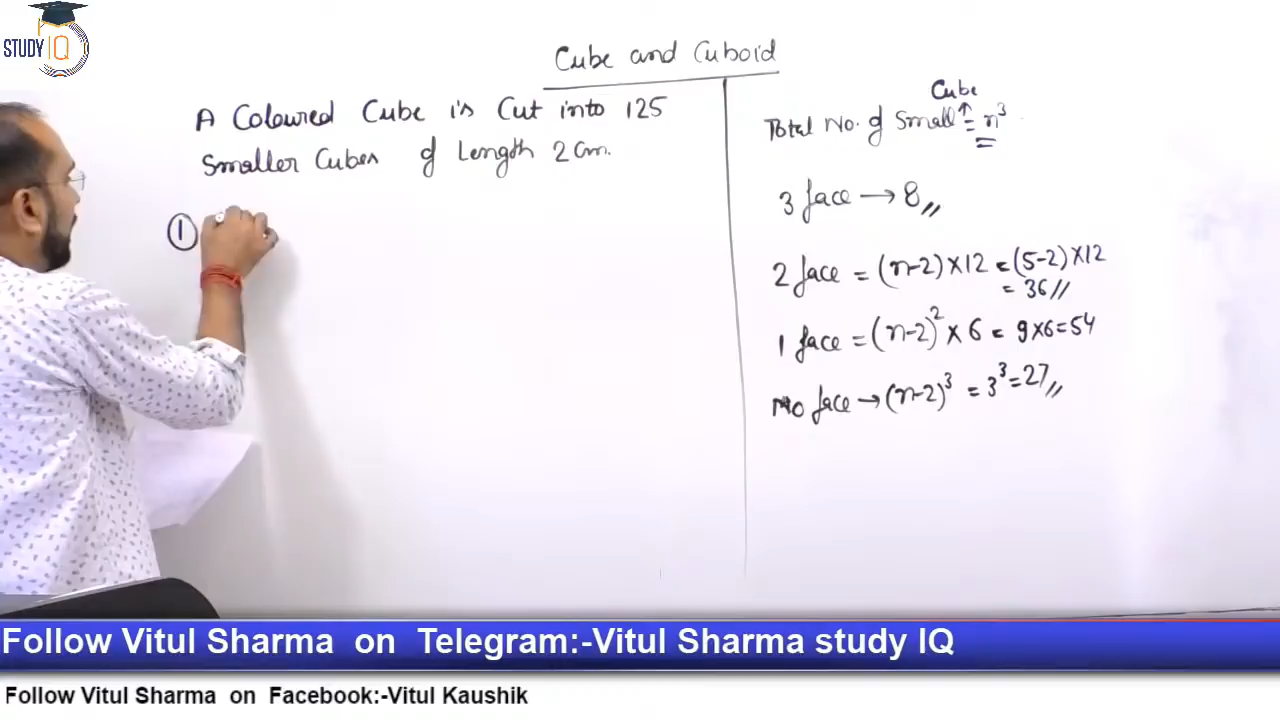 STUDY IQ
Cube and Cuboid
A Coloured Cube is Cut into 125
Smaller Cubes of Length 2 cm.
①
Cube
Total No. of Small ↑ = n³
3 face → 8,,
2 face = (n-2)×12 = (5-2)×12
= 36//
1 face = (n-2)² × 6 = 9×6=54
No face → (n-2)³ = 3³ = 27//
Follow Vitul Sharma on Telegram:-Vitul Sharma study IQ
Follow Vitul Sharma on Facebook:-Vitul Kaushik